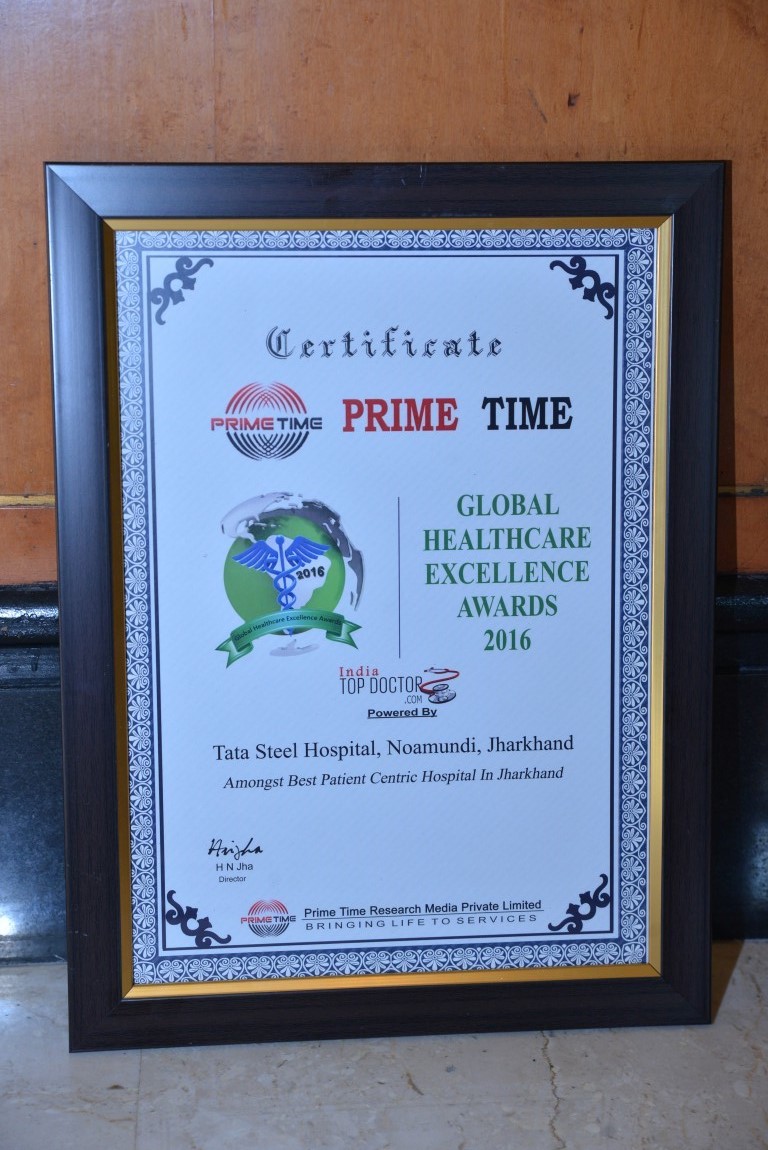 Certificate
PRIME TIME
PRIME TIME
2016
Global Healthcare Excellence Awards
GLOBAL
HEALTHCARE
EXCELLENCE
AWARDS
2016
India
TOP DOCTOR
.COM
Powered By
Tata Steel Hospital, Noamundi, Jharkhand
Amongst Best Patient Centric Hospital In Jharkhand
H N Jha
Director
PRIME TIME
Prime Time Research Media Private Limited
BRINGING LIFE TO SERVICES